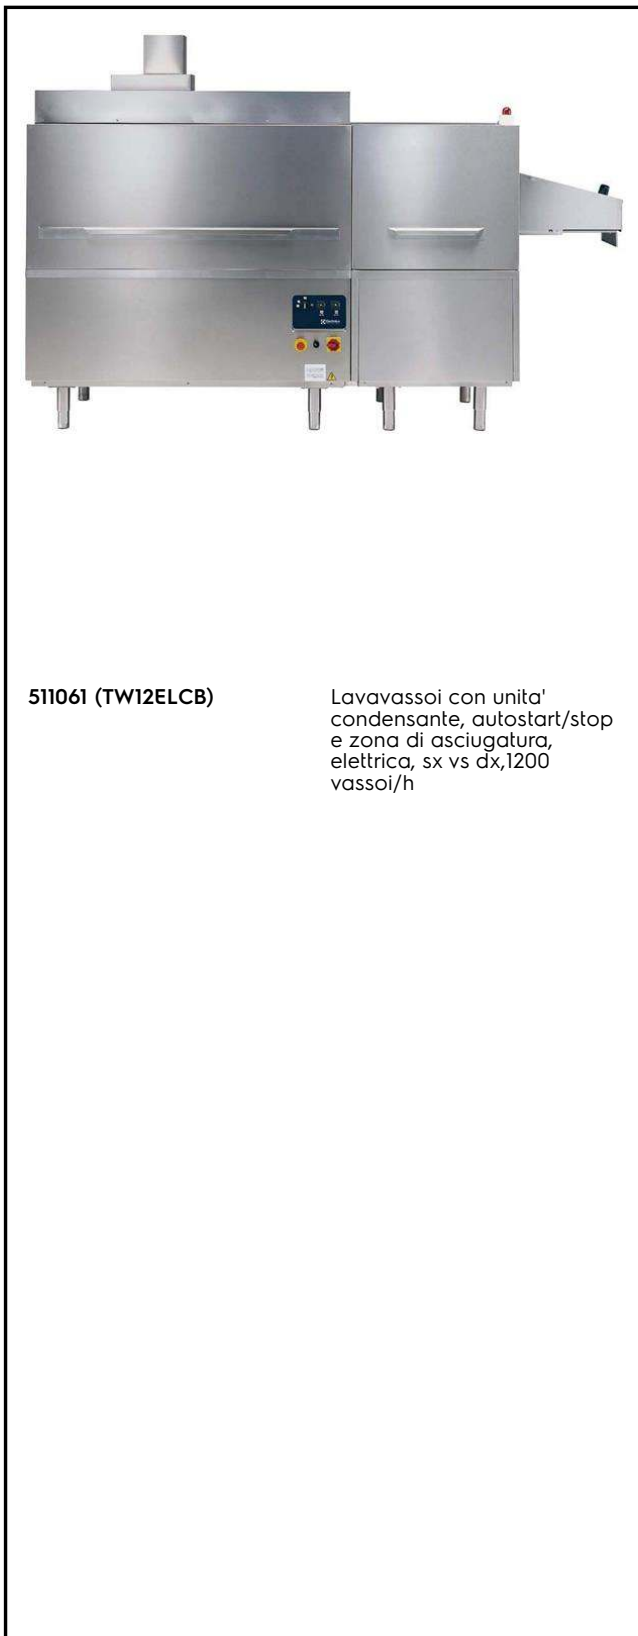 511061 (TW12ELCB)
Lavavassoi con unita'
condensante, autostart/stop
e zona di asciugatura,
elettrica, sx vs dx,1200
vassoi/h